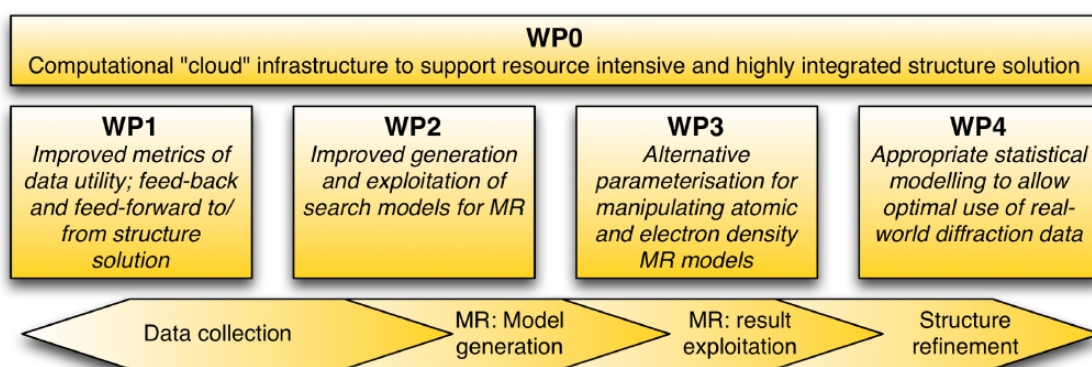 WP0
Computational "cloud" infrastructure to support resource intensive and highly integrated structure solution
WP1
Improved metrics of
data utility; feed-back
and feed-forward to/
from structure
solution
WP2
Improved generation
and exploitation of
search models for MR
WP3
Alternative
parameterisation for
manipulating atomic
and electron density
MR models
WP4
Appropriate statistical
modelling to allow
optimal use of real-
world diffraction data
Data collection
MR: Model
generation
MR: result
exploitation
Structure
refinement